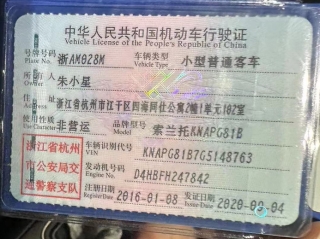 中华人民共和国机动车行驶证
Vehicle License of the People's Republic of China
号牌号码 Plate No. 浙AM028M 车辆类型 Vehicle Type 小型普通客车
所有人 Owner 朱小星
住址 Address 浙江省杭州市江干区四海同仕公寓2幢1单元102室
使用性质 Use Character 非营运 品牌型号 Model 索兰托KNAPG81B
浙江省杭州市公安局交通警察支队
车辆识别代号 VIN KNAPG81B7G5148763
发动机号码 Engine No. D4HBFH247842
注册日期 Register Date 2016-01-08 发证日期 Issue Date 2020-09-04